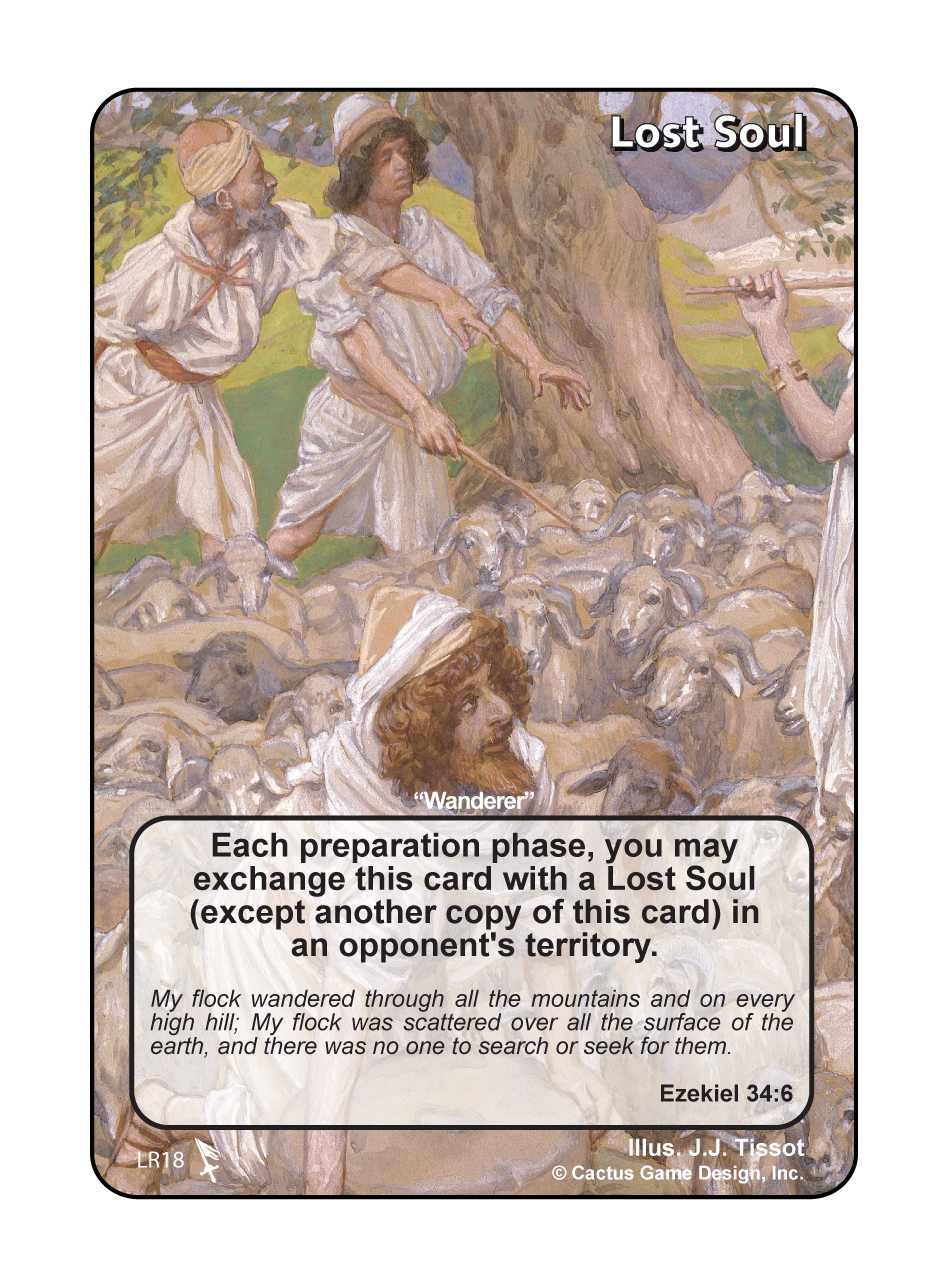 Lost Soul
“Wanderer”
Each preparation phase, you may
exchange this card with a Lost Soul
(except another copy of this card) in
an opponent's territory.
My flock wandered through all the mountains and on every
high hill; My flock was scattered over all the surface of the
earth, and there was no one to search or seek for them.
Ezekiel 34:6
LR18
Illus. J.J. Tissot
© Cactus Game Design, Inc.